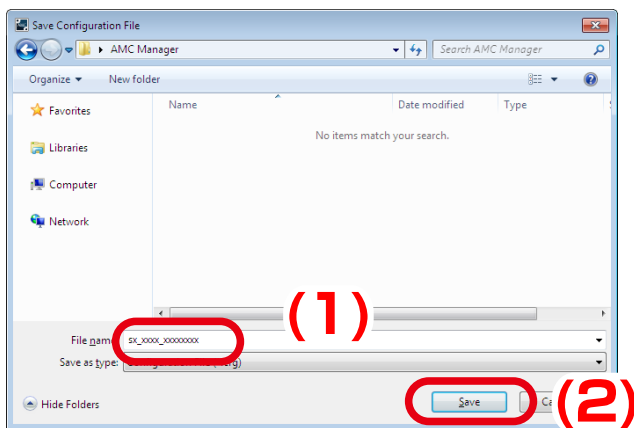 Save Configuration File
AMC Manager
Search AMC Manager
Organize
New folder
Name
Date modified
Type
Favorites
No items match your search.
Libraries
Computer
Network
(1)
File name:
sx_xxxx_xxxxxxxx
Save as type:
Hide Folders
Save
(2)